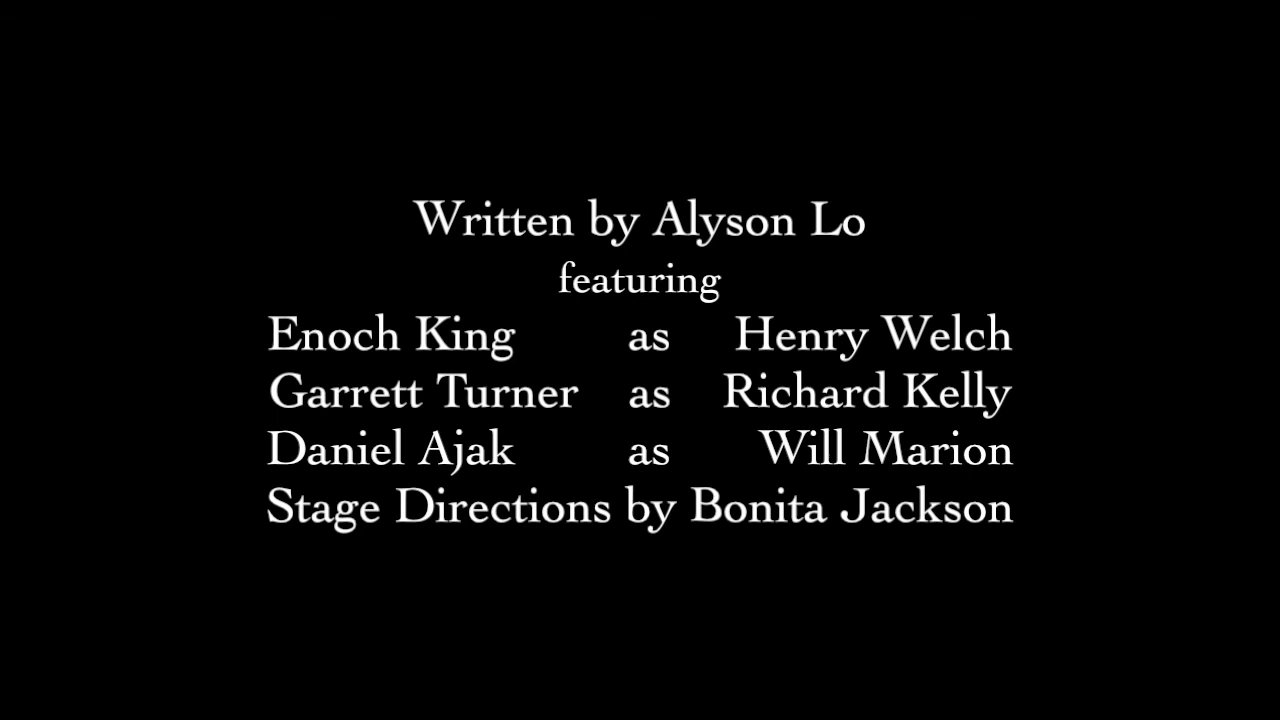 Written by Alyson Lo
featuring
Enoch King as Henry Welch
Garrett Turner as Richard Kelly
Daniel Ajak as Will Marion
Stage Directions by Bonita Jackson